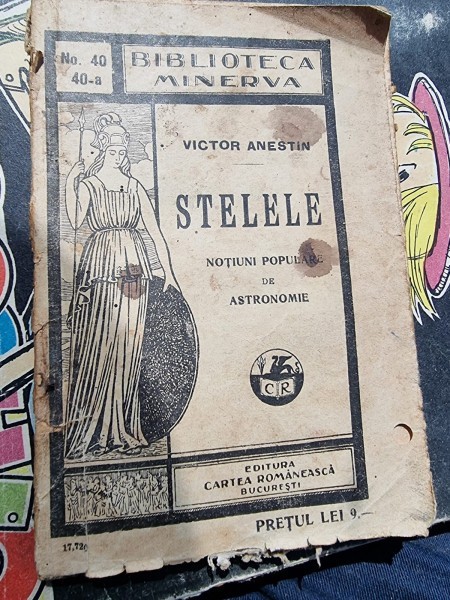 No. 40
40-a
BIBLIOTECA
MINERVA
VICTOR ANESTIN
STELELE
NOȚIUNI POPULARE
DE
ASTRONOMIE
C R
EDITURA
CARTEA ROMÂNEASCĂ
BUCUREȘTI
PREȚUL LEI 9.—